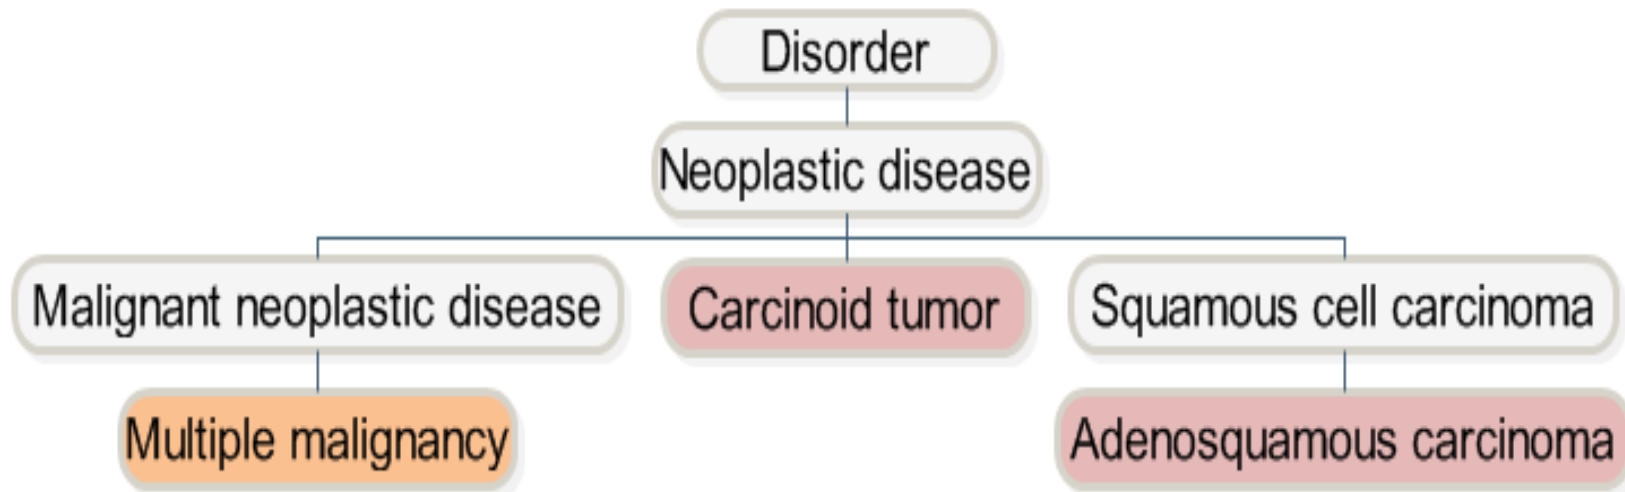 Disorder
Neoplastic disease
Malignant neoplastic disease
Carcinoid tumor
Squamous cell carcinoma
Multiple malignancy
Adenosquamous carcinoma